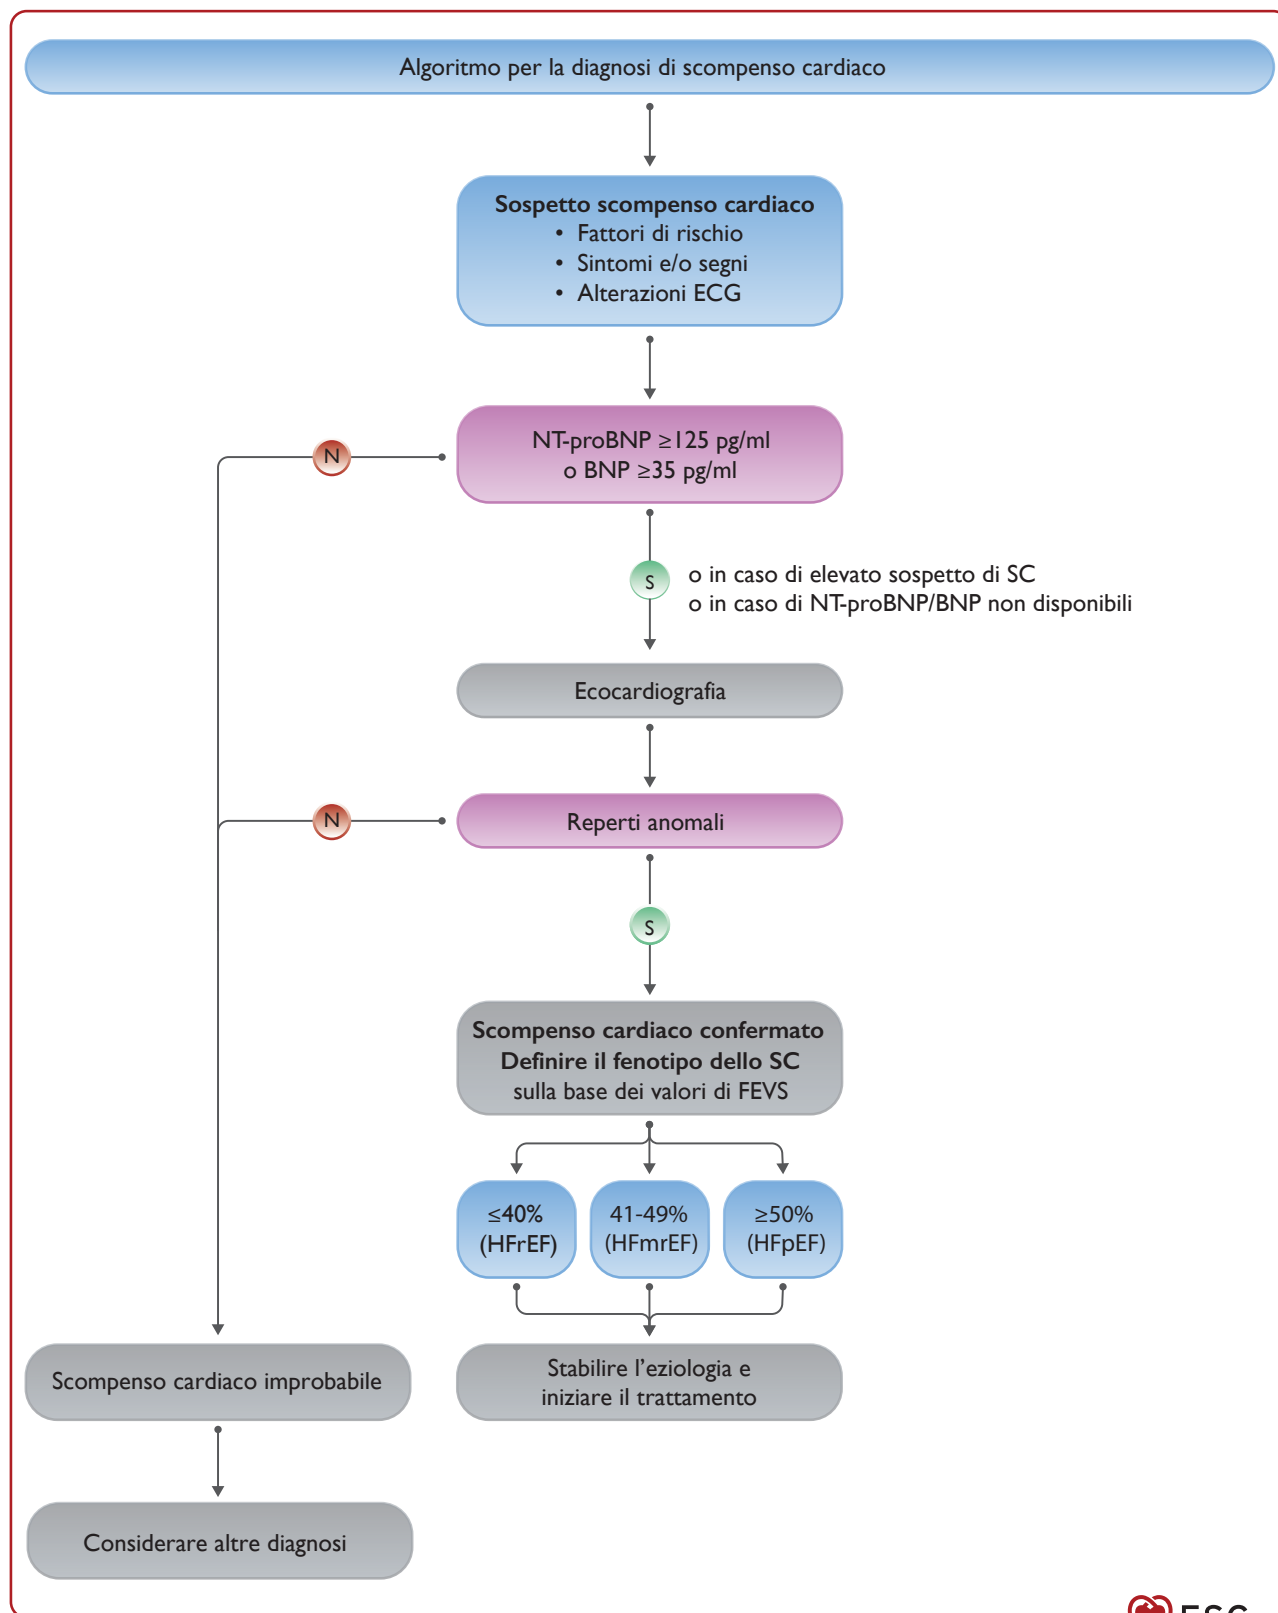 Algoritmo per la diagnosi di scompenso cardiaco
Sospetto scompenso cardiaco
• Fattori di rischio
• Sintomi e/o segni
• Alterazioni ECG
NT-proBNP ≥125 pg/ml
o BNP ≥35 pg/ml
N
S
o in caso di elevato sospetto di SC
o in caso di NT-proBNP/BNP non disponibili
Ecocardiografia
Reperti anomali
N
S
Scompenso cardiaco confermato
Definire il fenotipo dello SC
sulla base dei valori di FEVS
≤40%
(HFrEF)
41-49%
(HFmrEF)
≥50%
(HFpEF)
Stabilire l'eziologia e
iniziare il trattamento
Scompenso cardiaco improbabile
Considerare altre diagnosi
ESC